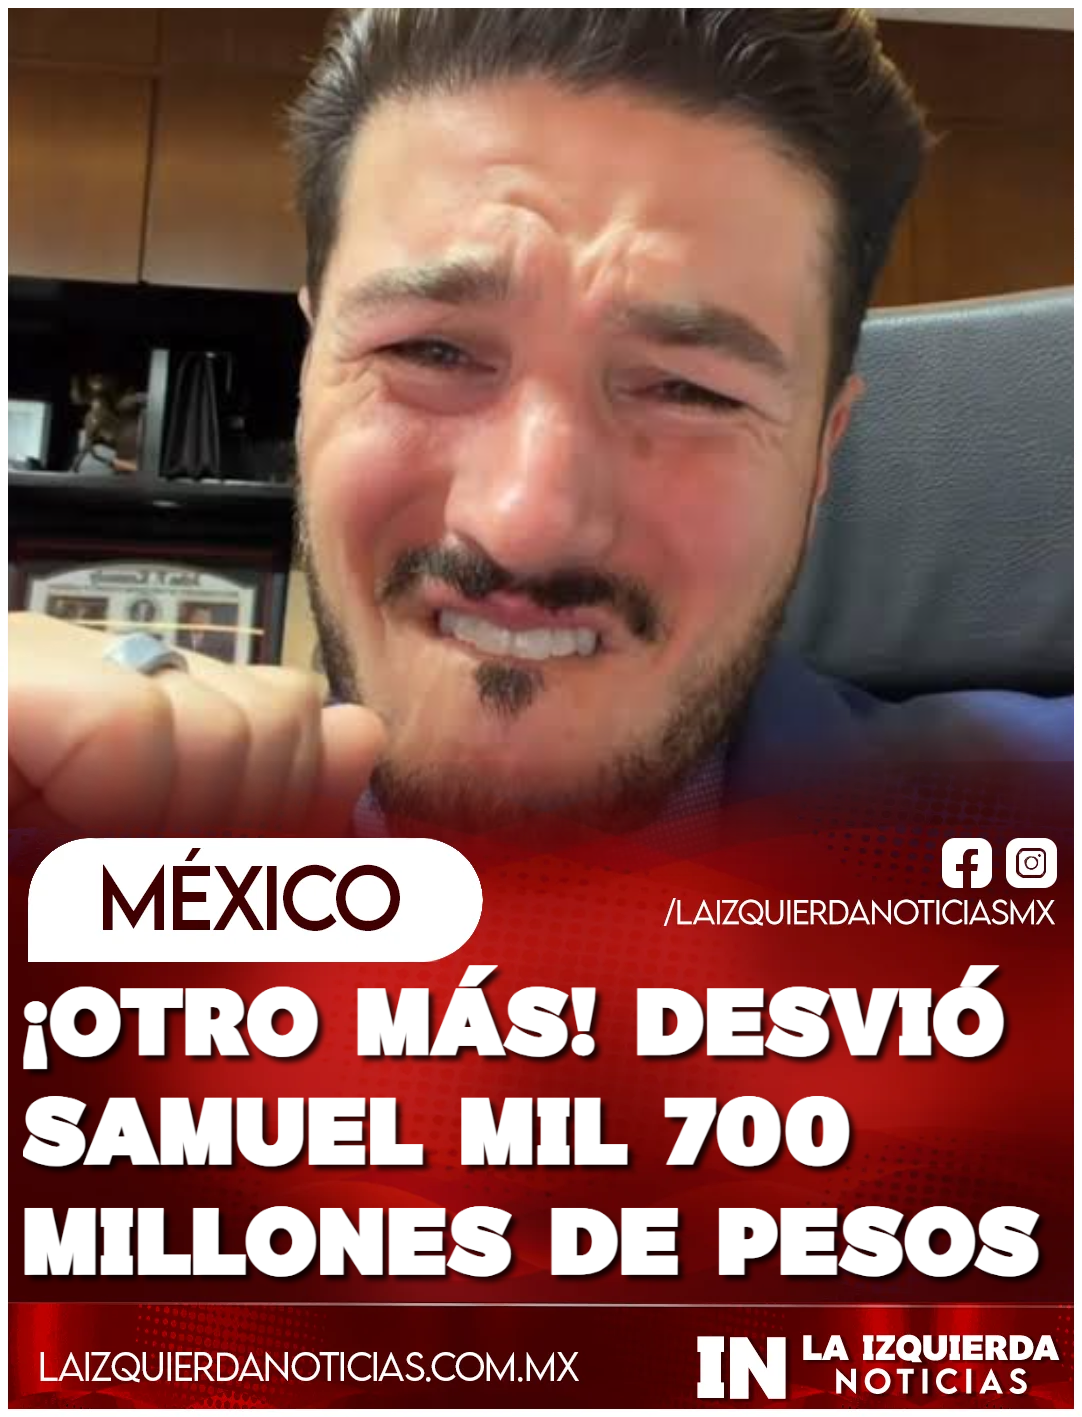 MÉXICO
/LAIZQUIERDANOTICIASMX
¡OTRO MÁS! DESVIÓ
SAMUEL MIL 700
MILLONES DE PESOS
LAIZQUIERDANOTICIAS.COM.MX
IN LA IZQUIERDA
NOTICIAS